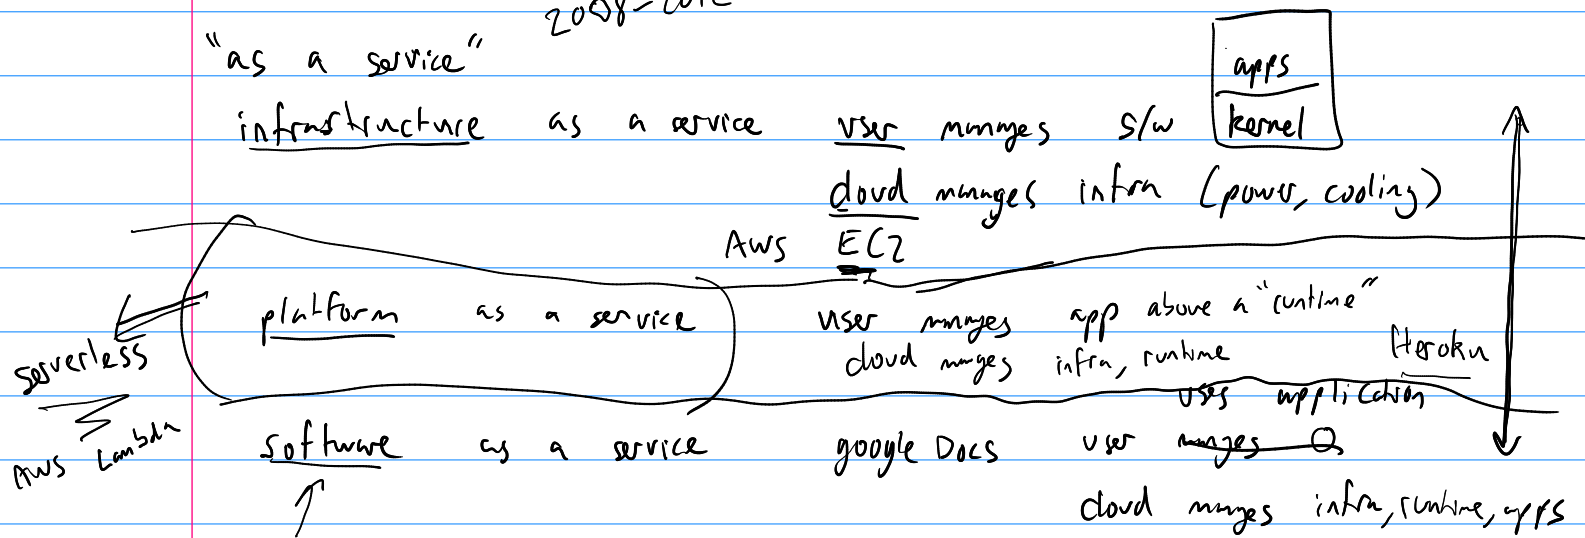 2008-2012
"as a service"
apps
infrastructure as a service user manages s/w kernel
cloud manages infra (power, cooling)
AWS EC2
platform as a service user manages app above a "runtime"
cloud manages infra, runtime Heroku
serverless
uses application
AWS Lambda
software as a service google Docs user manages
cloud manages infra, runtime, apps